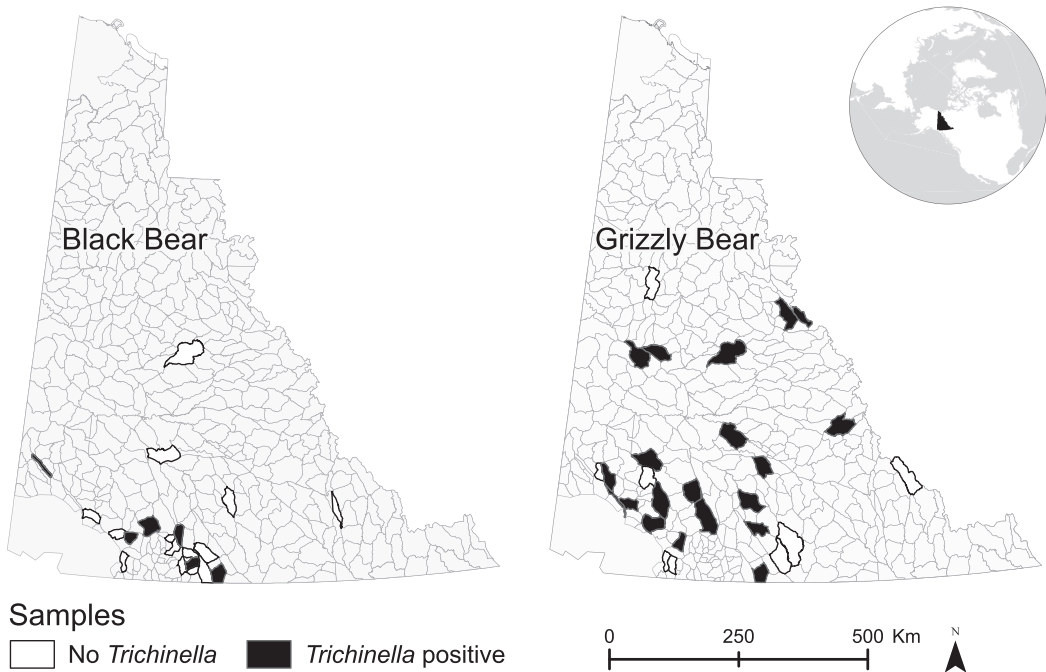 Black Bear
Grizzly Bear
Samples
No Trichinella
Trichinella positive
0 250 500 Km
N